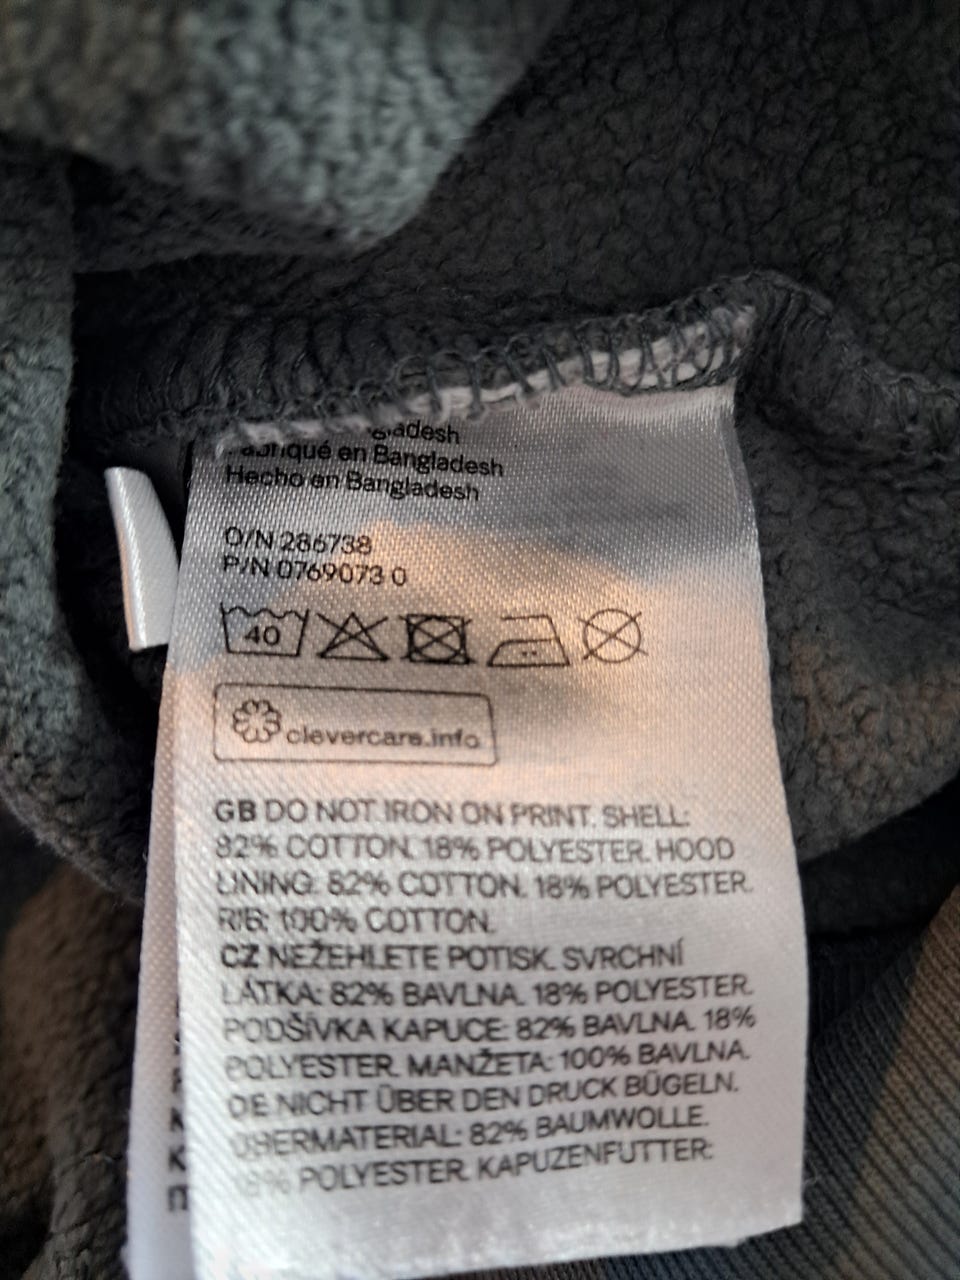 Fabriqué en Bangladesh
Hecho en Bangladesh
O/N 286738
P/N 0769073 0
40
clevercare.info
GB DO NOT IRON ON PRINT. SHELL:
82% COTTON. 18% POLYESTER. HOOD
LINING: 82% COTTON. 18% POLYESTER.
RIB: 100% COTTON.
CZ NEŽEHLETE POTISK. SVRCHNÍ
LÁTKA: 82% BAVLNA. 18% POLYESTER.
PODŠÍVKA KAPUCE: 82% BAVLNA. 18%
POLYESTER. MANŽETA: 100% BAVLNA.
DE NICHT ÜBER DEN DRUCK BÜGELN.
OBERMATERIAL: 82% BAUMWOLLE.
18% POLYESTER. KAPUZENFUTTER: